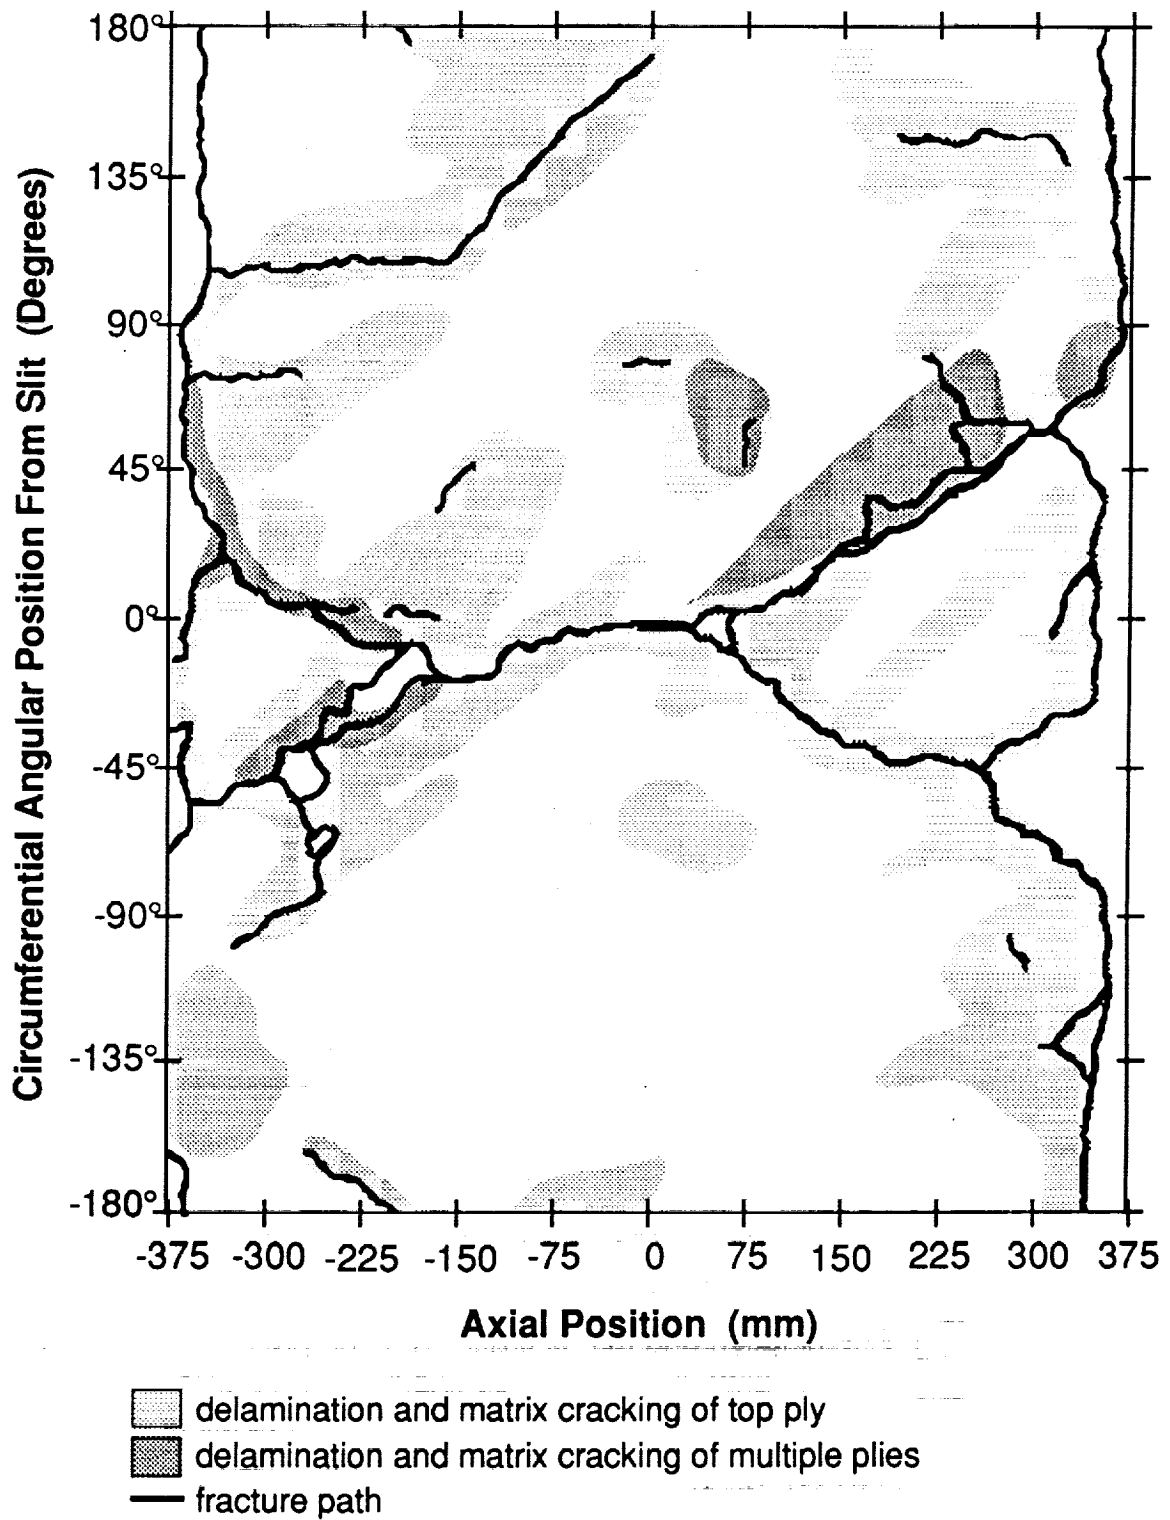 Circumferential Angular Position From Slit (Degrees)
180°
135°
90°
45°
0°
-45°
-90°
-135°
-180°
-375 -300 -225 -150 -75 0 75 150 225 300 375
Axial Position (mm)
delamination and matrix cracking of top ply
delamination and matrix cracking of multiple plies
fracture path